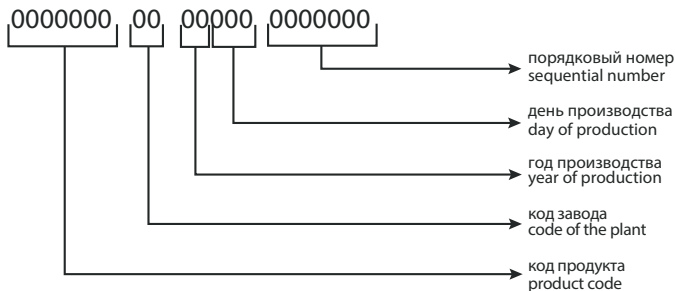 0000000 00 00000 0000000
порядковый номер
sequential number
день производства
day of production
год производства
year of production
код завода
code of the plant
код продукта
product code